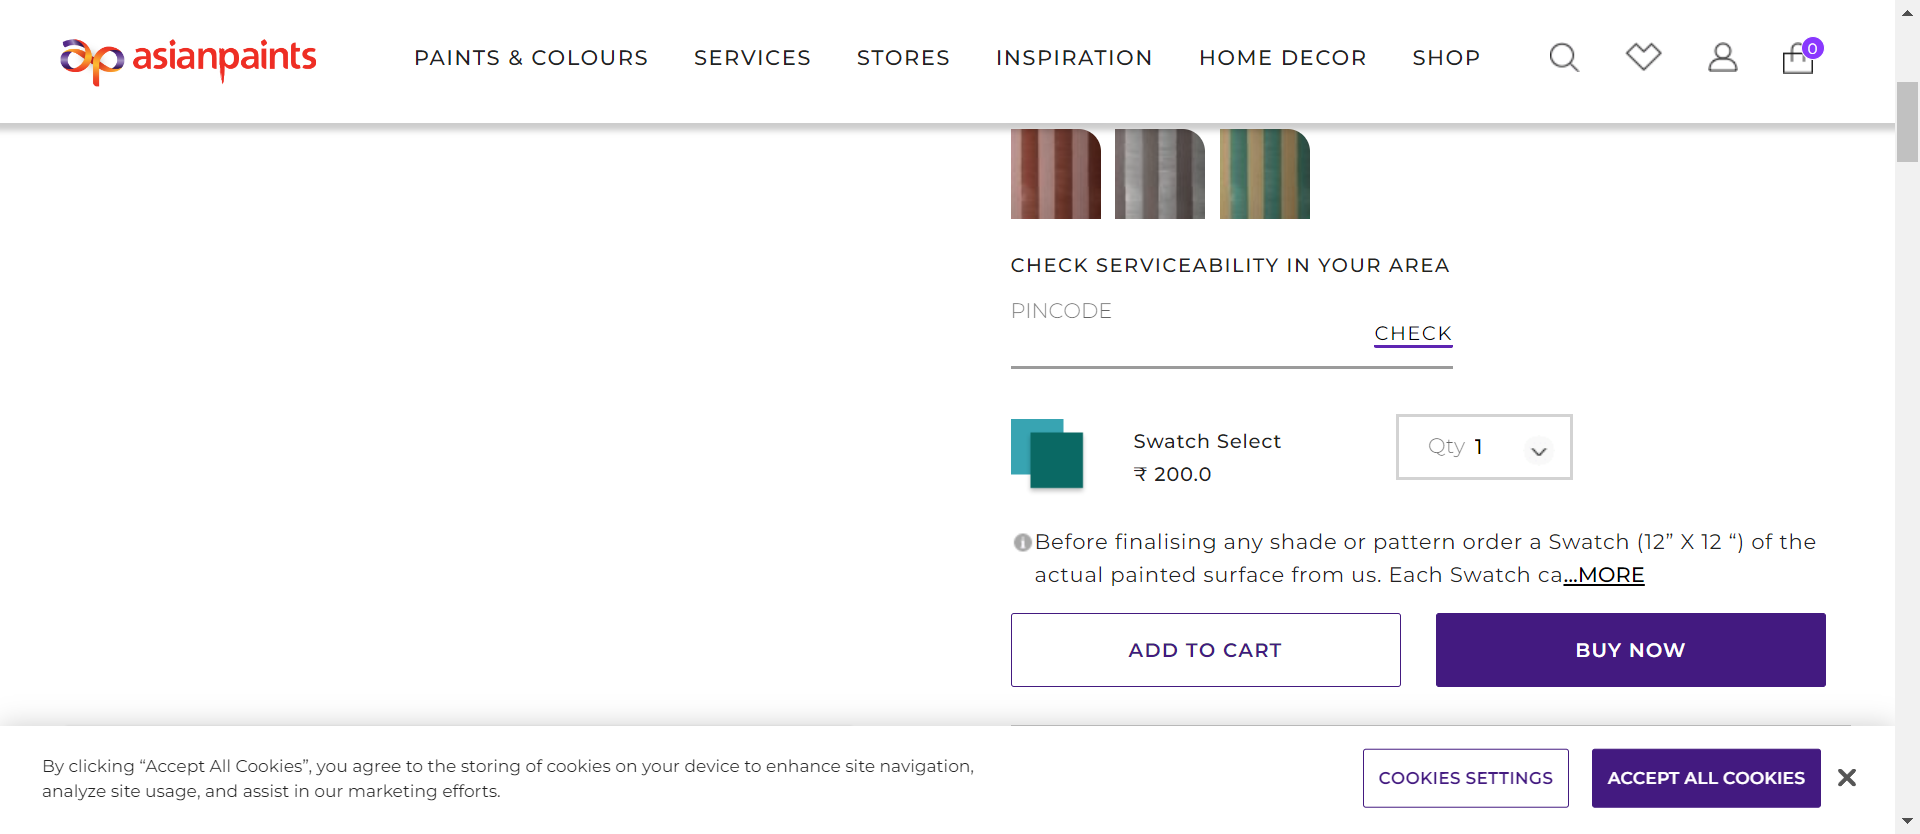 asianpaints
PAINTS & COLOURS SERVICES STORES INSPIRATION HOME DECOR SHOP
0
CHECK SERVICEABILITY IN YOUR AREA
PINCODE
CHECK
Swatch Select
₹ 200.0
Qty 1
Before finalising any shade or pattern order a Swatch (12” X 12 “) of the
actual painted surface from us. Each Swatch ca...MORE
ADD TO CART
BUY NOW
By clicking “Accept All Cookies”, you agree to the storing of cookies on your device to enhance site navigation,
analyze site usage, and assist in our marketing efforts.
COOKIES SETTINGS
ACCEPT ALL COOKIES